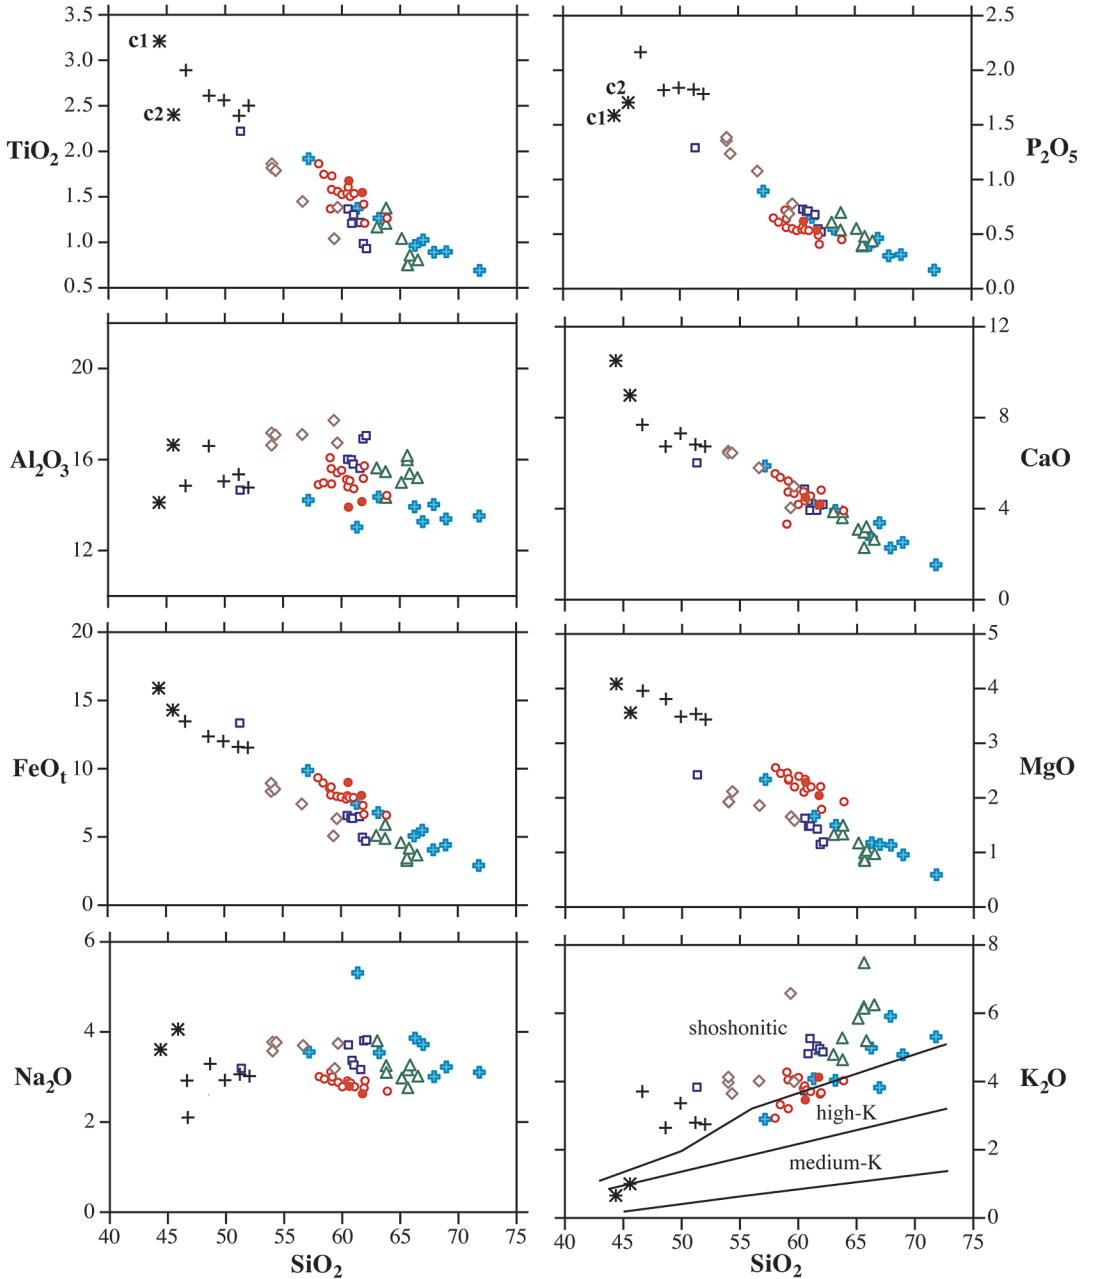 3.5
3.0
2.5
2.0
1.5
1.0
0.5
TiO₂
c1
c2
2.5
2.0
1.5
1.0
0.5
0.0
P₂O₅
c2
c1
20
16
12
Al₂O₃
12
8
4
0
CaO
20
15
10
5
0
FeOₜ
5
4
3
2
1
0
MgO
6
4
2
0
Na₂O
40 45 50 55 60 65 70 75
SiO₂
8
6
4
2
0
K₂O
shoshonitic
high-K
medium-K
40 45 50 55 60 65 70 75
SiO₂